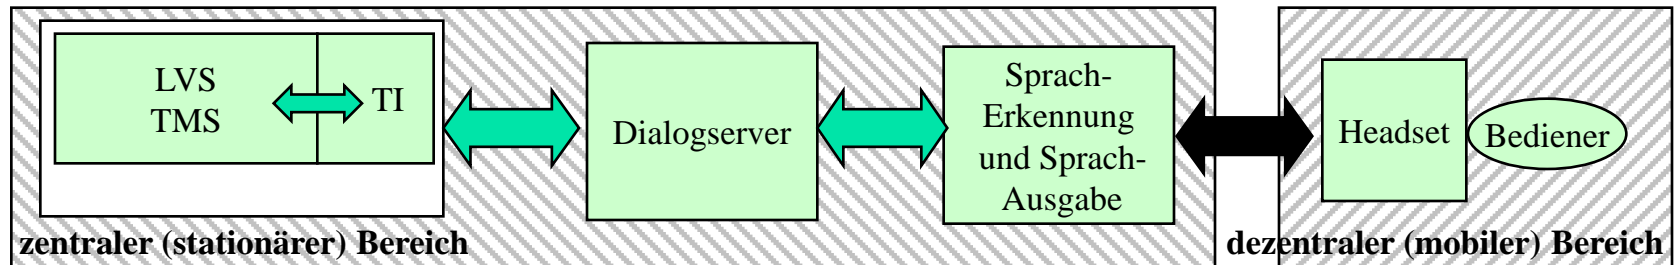 LVS
TMS
TI
Dialogserver
Sprach-
Erkennung
und Sprach-
Ausgabe
Headset
Bediener
zentraler (stationärer) Bereich
dezentraler (mobiler) Bereich